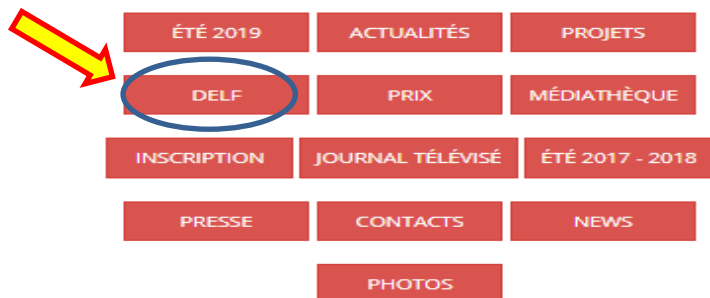 ÉTÉ 2019 ACTUALITÉS PROJETS
DELF PRIX MÉDIATHÈQUE
INSCRIPTION JOURNAL TÉLÉVISÉ ÉTÉ 2017 - 2018
PRESSE CONTACTS NEWS
PHOTOS